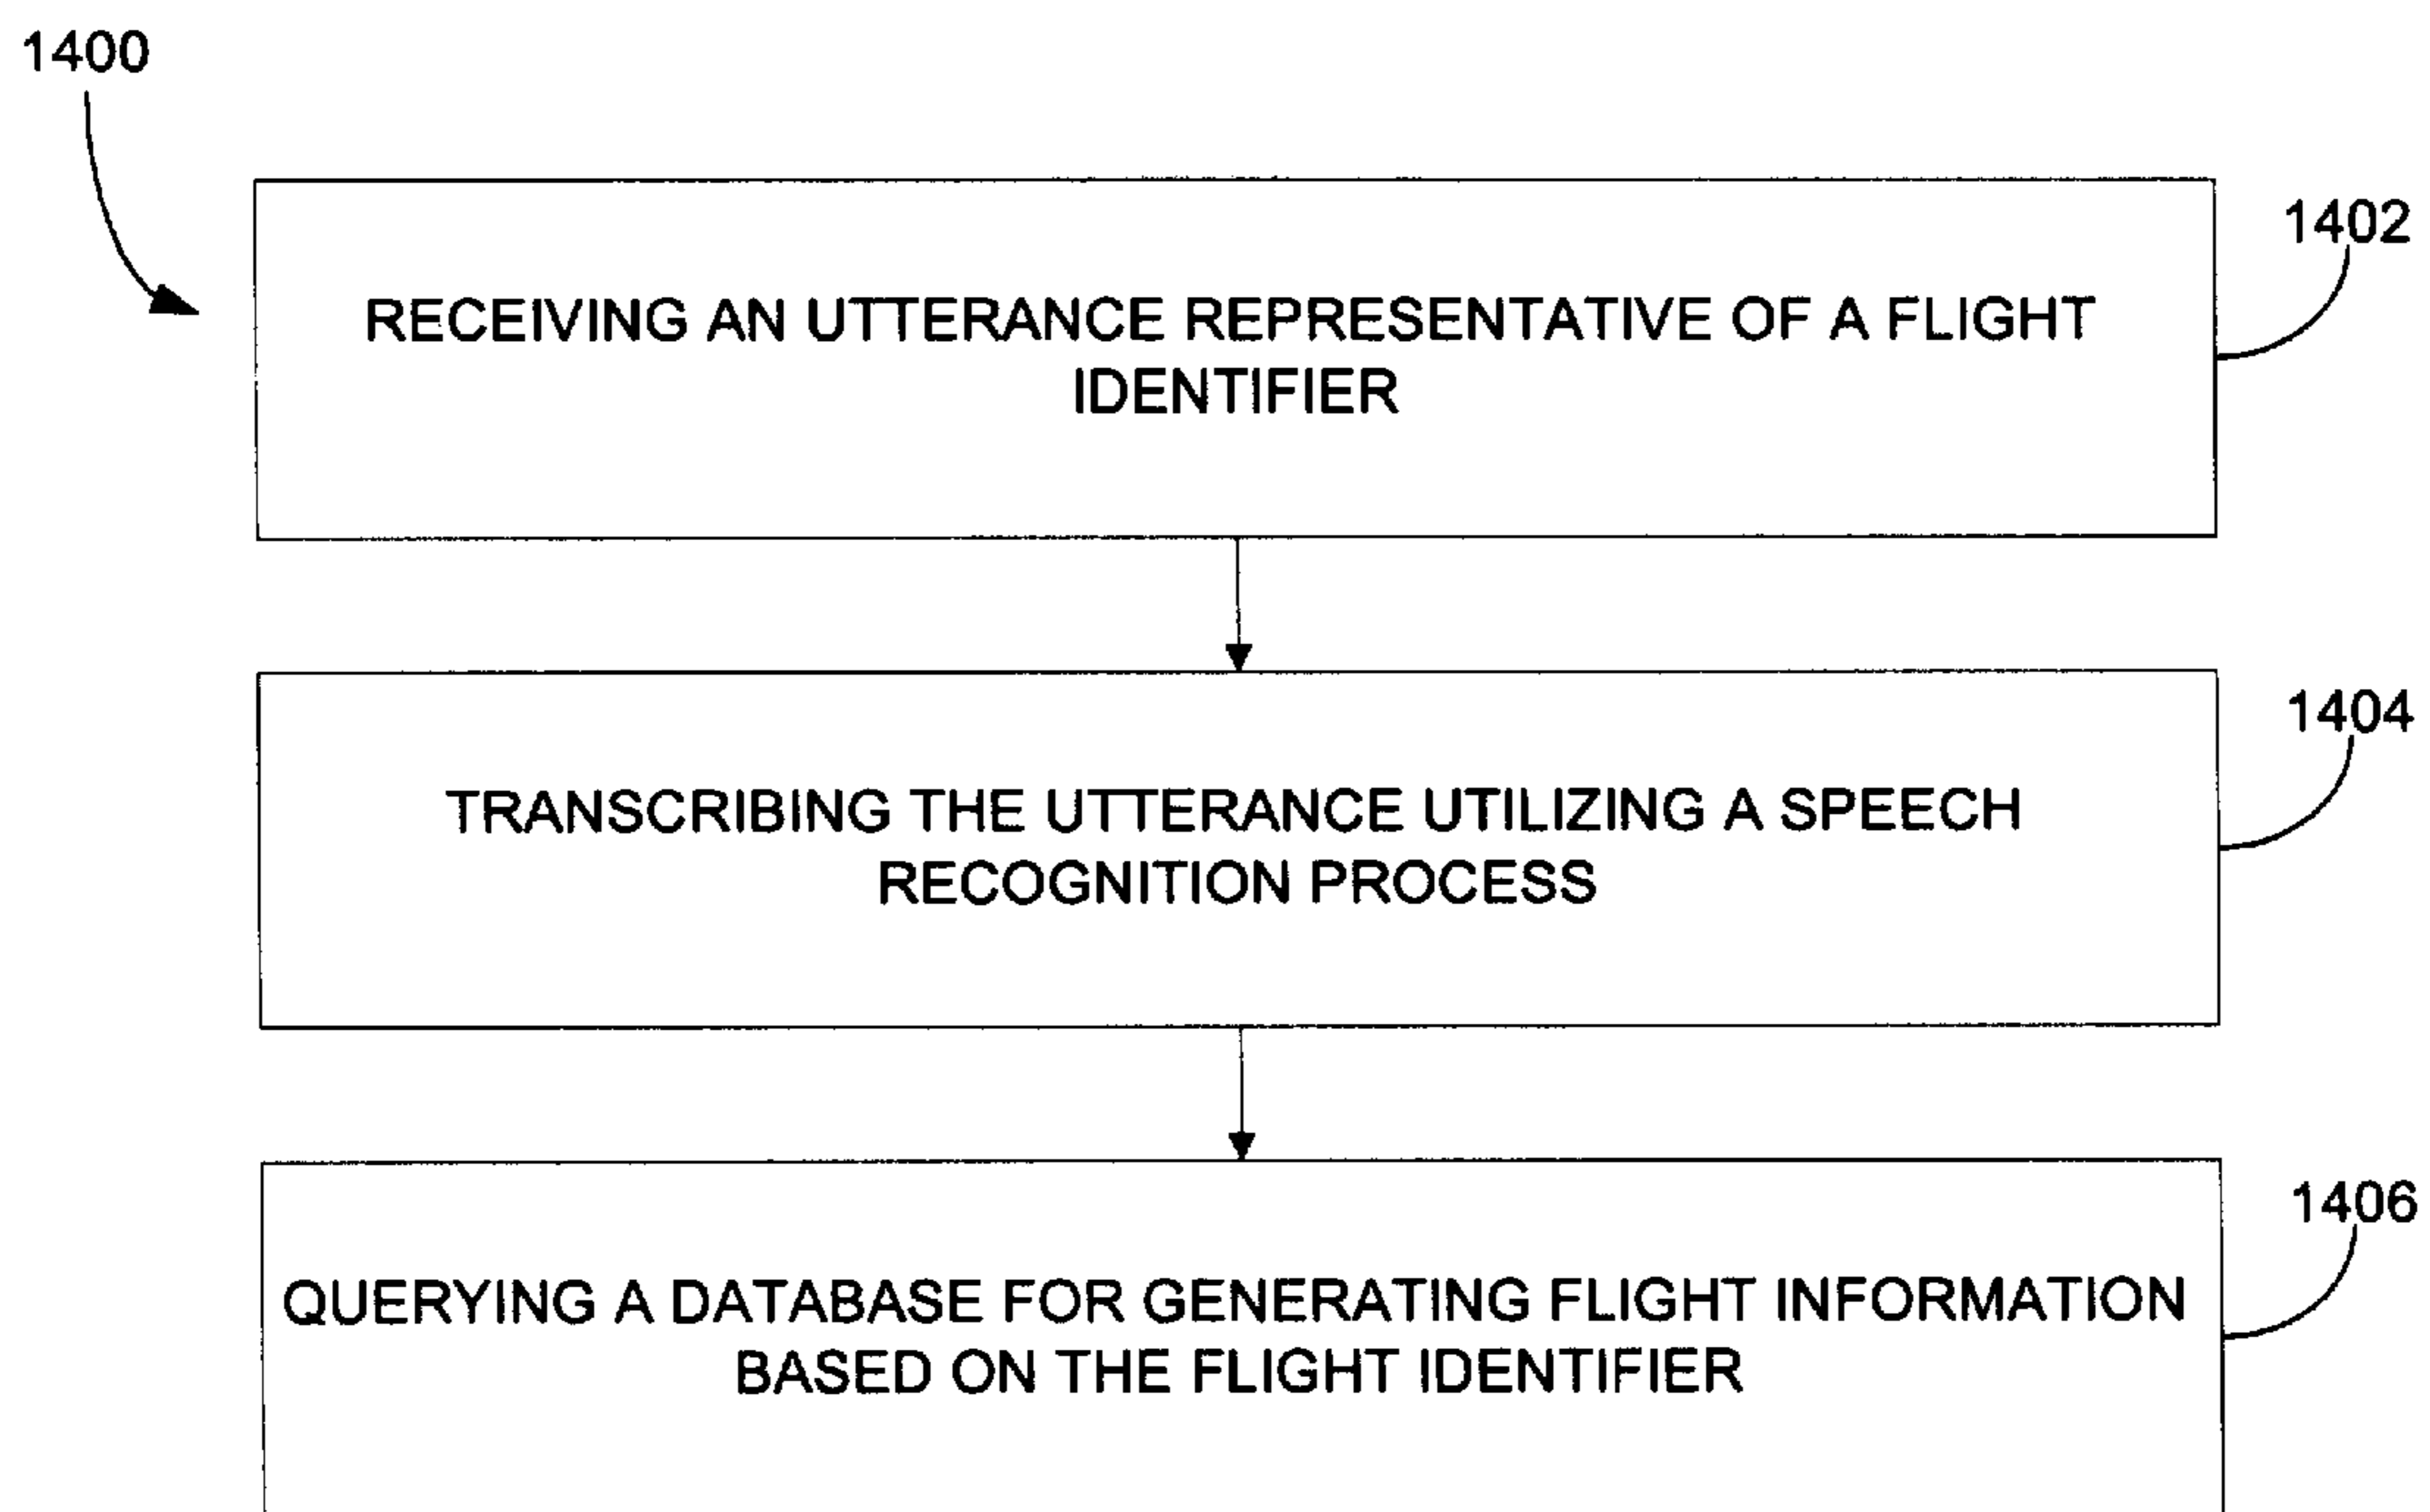 1400
1402
RECEIVING AN UTTERANCE REPRESENTATIVE OF A FLIGHT
IDENTIFIER
1404
TRANSCRIBING THE UTTERANCE UTILIZING A SPEECH
RECOGNITION PROCESS
1406
QUERYING A DATABASE FOR GENERATING FLIGHT INFORMATION
BASED ON THE FLIGHT IDENTIFIER